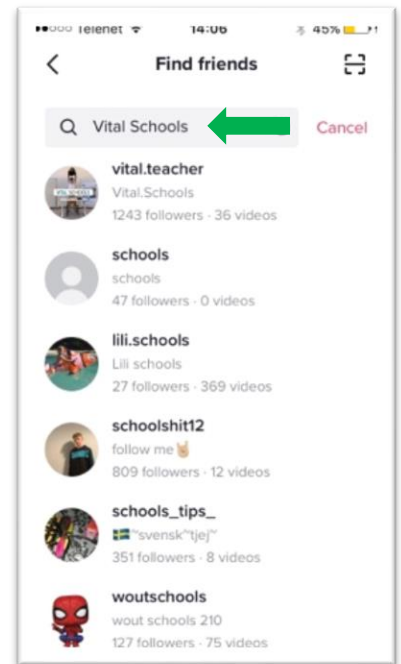 Telenet 14:06 45%
Find friends
Vital Schools Cancel
vital.teacher
Vital.Schools
1243 followers · 36 videos
schools
schools
47 followers · 0 videos
lili.schools
Lili schools
27 followers · 369 videos
schoolshit12
follow me🤘🏼
809 followers · 12 videos
schools_tips_
🇸🇪~svensk~tjej~
351 followers · 8 videos
woutschools
wout schools 210
127 followers · 75 videos